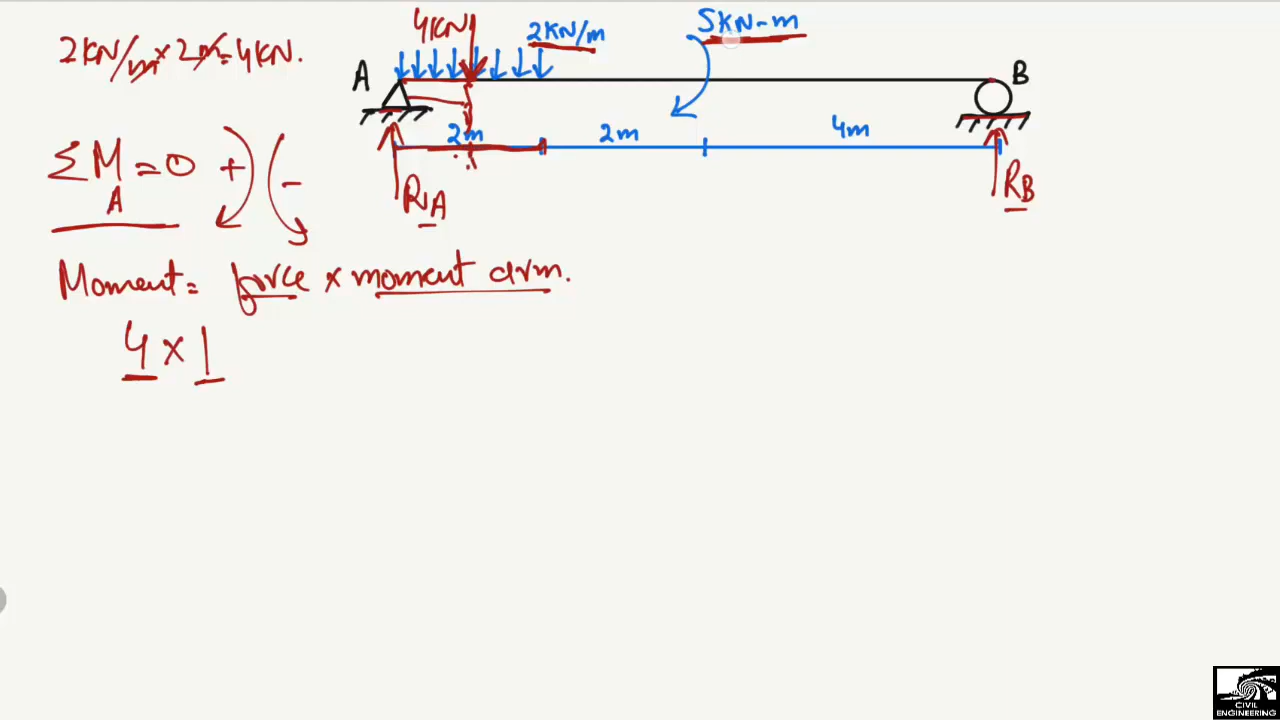 2KN/m × 2m = 4KN.
4KN
2KN/m
5KN-m
A
B
2m
2m
4m
ΣM = 0 + -
A
RA
RB
Moment = force × moment arm.
4 × 1
CIVIL
ENGINEERING